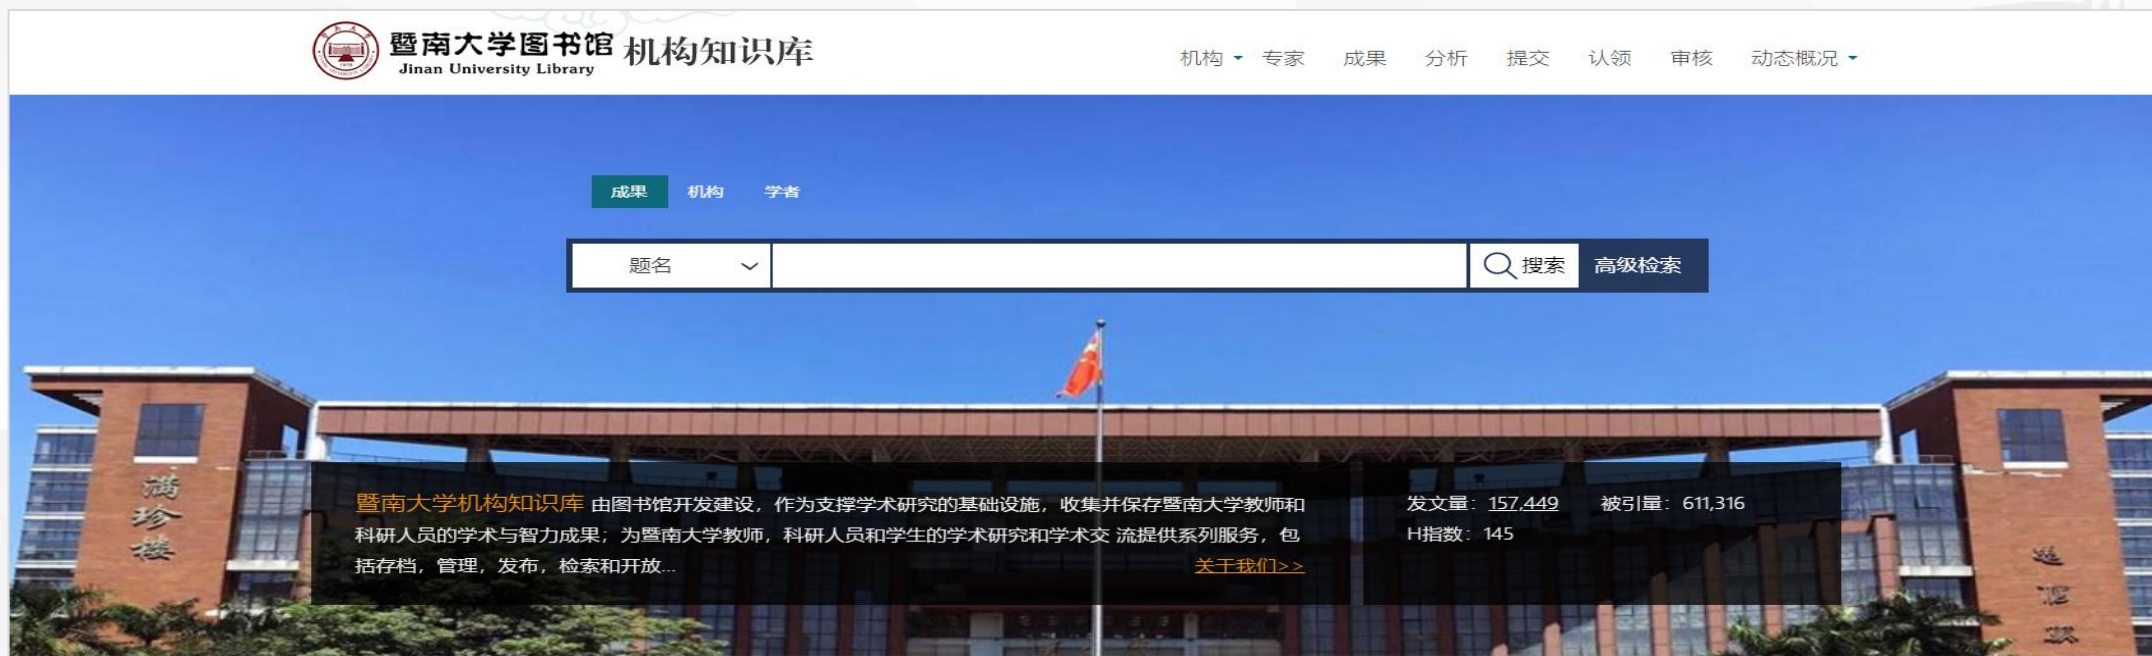 暨南大学图书馆 机构知识库
Jinan University Library
机构 专家 成果 分析 提交 认领 审核 动态概况
成果 机构 学者
题名 搜索 高级检索
满珍楼
暨南大学机构知识库 由图书馆开发建设，作为支撑学术研究的基础设施，收集并保存暨南大学教师和
科研人员的学术与智力成果；为暨南大学教师，科研人员和学生的学术研究和学术交 流提供系列服务，包
括存档，管理，发布，检索和开放...
关于我们>>
发文量：157,449 被引量：611,316
H指数：145